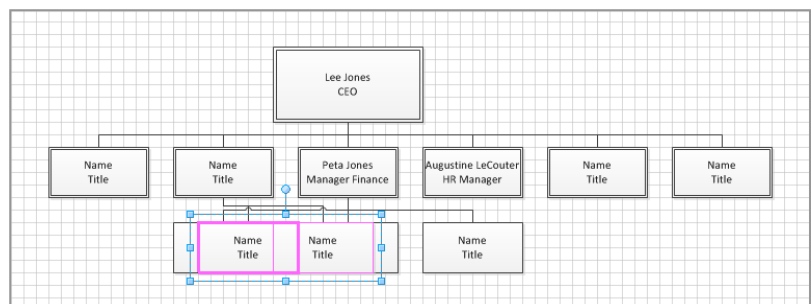 Lee Jones
CEO
Name
Title
Name
Title
Peta Jones
Manager Finance
Augustine LeCouter
HR Manager
Name
Title
Name
Title
Name
Title
Name
Title
Name
Title